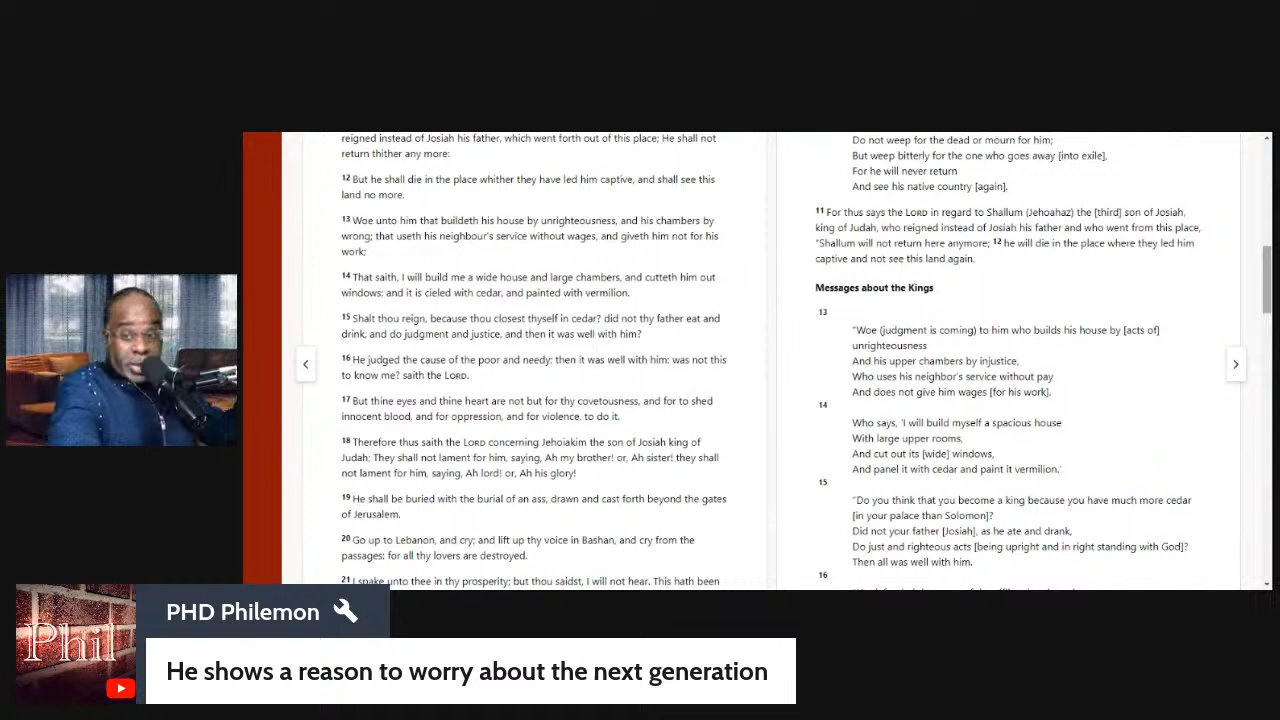 reigned instead of Josiah his father, which went forth out of this place; He shall not
return thither any more:
12 But he shall die in the place whither they have led him captive, and shall see this
land no more.
13 Woe unto him that buildeth his house by unrighteousness, and his chambers by
wrong; that useth his neighbour's service without wages, and giveth him not for his
work;
14 That saith, I will build me a wide house and large chambers, and cutteth him out
windows; and it is cieled with cedar, and painted with vermilion.
15 Shalt thou reign, because thou closest thyself in cedar? did not thy father eat and
drink, and do judgment and justice, and then it was well with him?
16 He judged the cause of the poor and needy; then it was well with him: was not this
to know me? saith the LORD.
17 But thine eyes and thine heart are not but for thy covetousness, and for to shed
innocent blood, and for oppression, and for violence, to do it.
18 Therefore thus saith the LORD concerning Jehoiakim the son of Josiah king of
Judah; They shall not lament for him, saying, Ah my brother! or, Ah sister! they shall
not lament for him, saying, Ah lord! or, Ah his glory!
19 He shall be buried with the burial of an ass, drawn and cast forth beyond the gates
of Jerusalem.
20 Go up to Lebanon, and cry; and lift up thy voice in Bashan, and cry from the
passages: for all thy lovers are destroyed.
21 I spake unto thee in thy prosperity; but thou saidst, I will not hear. This hath been
Do not weep for the dead or mourn for him;
But weep bitterly for the one who goes away [into exile],
For he will never return
And see his native country [again].
11 For thus says the LORD in regard to Shallum (Jehoahaz) the [third] son of Josiah,
king of Judah, who reigned instead of Josiah his father and who went from this place,
"Shallum will not return here anymore; 12 he will die in the place where they led him
captive and not see this land again.
Messages about the Kings
13
"Woe (judgment is coming) to him who builds his house by [acts of]
unrighteousness
And his upper chambers by injustice,
Who uses his neighbor's service without pay
And does not give him wages [for his work],
14
Who says, 'I will build myself a spacious house
With large upper rooms,
And cut out its [wide] windows,
And panel it with cedar and paint it vermilion.'
15
"Do you think that you become a king because you have much more cedar
[in your palace than Solomon]?
Did not your father [Josiah], as he ate and drank,
Do just and righteous acts [being upright and in right standing with God]?
Then all was well with him.
16
Phil
PHD Philemon
He shows a reason to worry about the next generation